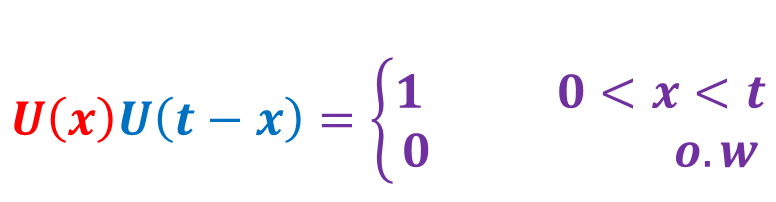 U(x)U(t − x) = {1 0 < x < t
0 o.w